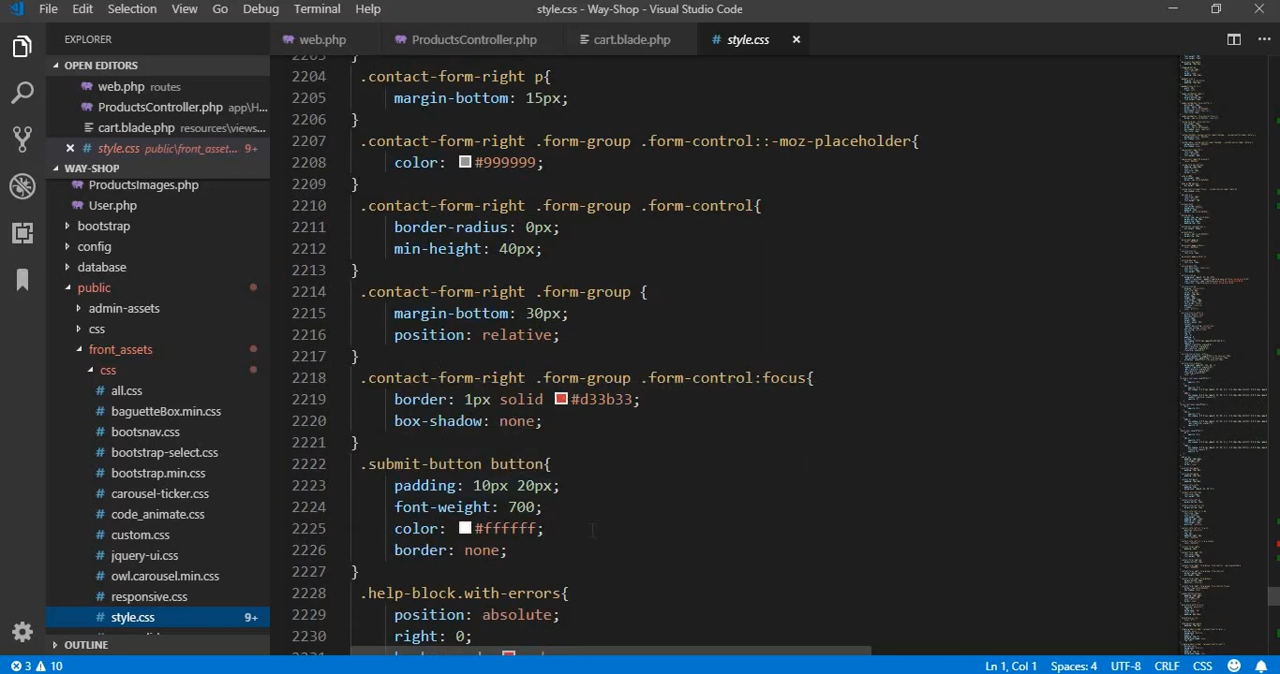 File Edit Selection View Go Debug Terminal Help
style.css - Way-Shop - Visual Studio Code
EXPLORER
web.php
ProductsController.php
cart.blade.php
# style.css
OPEN EDITORS
web.php routes
ProductsController.php app\H...
cart.blade.php resources\views...
# style.css public\front_asset... 9+
WAY-SHOP
ProductsImages.php
User.php
bootstrap
config
database
public
admin-assets
css
front_assets
css
# all.css
# baguetteBox.min.css
# bootsnav.css
# bootstrap-select.css
# bootstrap.min.css
# carousel-ticker.css
# code_animate.css
# custom.css
# jquery-ui.css
# owl.carousel.min.css
# responsive.css
# style.css 9+
OUTLINE
2203 }
2204 .contact-form-right p{
2205 margin-bottom: 15px;
2206 }
2207 .contact-form-right .form-group .form-control::-moz-placeholder{
2208 color: #999999;
2209 }
2210 .contact-form-right .form-group .form-control{
2211 border-radius: 0px;
2212 min-height: 40px;
2213 }
2214 .contact-form-right .form-group {
2215 margin-bottom: 30px;
2216 position: relative;
2217 }
2218 .contact-form-right .form-group .form-control:focus{
2219 border: 1px solid #d33b33;
2220 box-shadow: none;
2221 }
2222 .submit-button button{
2223 padding: 10px 20px;
2224 font-weight: 700;
2225 color: #ffffff;
2226 border: none;
2227 }
2228 .help-block.with-errors{
2229 position: absolute;
2230 right: 0;
2231
3 10
Ln 1, Col 1 Spaces: 4 UTF-8 CRLF CSS